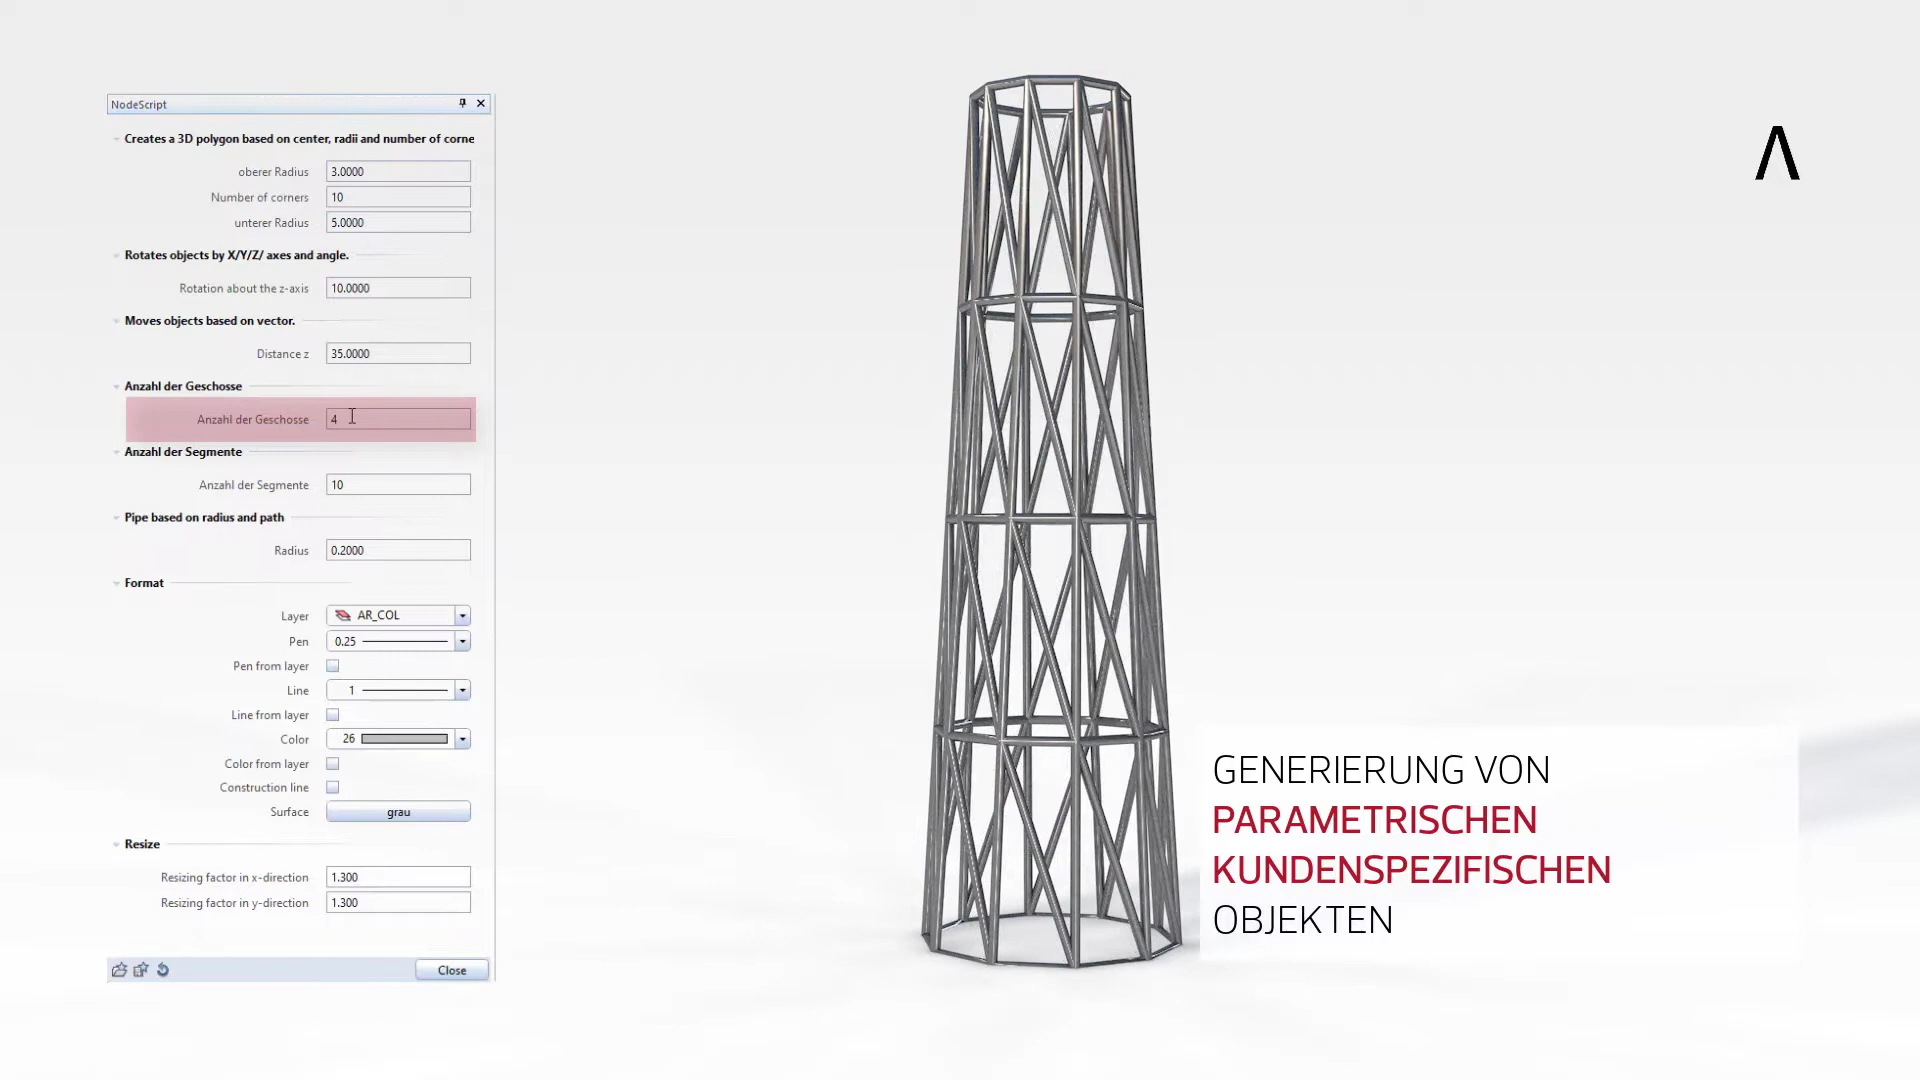 NodeScript
Creates a 3D polygon based on center, radii and number of corne
oberer Radius 3.0000
Number of corners 10
unterer Radius 5.0000
Rotates objects by X/Y/Z/ axes and angle.
Rotation about the z-axis 10.0000
Moves objects based on vector.
Distance z 35.0000
Anzahl der Geschosse
Anzahl der Geschosse 4
Anzahl der Segmente
Anzahl der Segmente 10
Pipe based on radius and path
Radius 0.2000
Format
Layer AR_COL
Pen 0.25
Pen from layer
Line 1
Line from layer
Color 26
Color from layer
Construction line
Surface grau
Resize
Resizing factor in x-direction 1.300
Resizing factor in y-direction 1.300
Close
GENERIERUNG VON
PARAMETRISCHEN
KUNDENSPEZIFISCHEN
OBJEKTEN